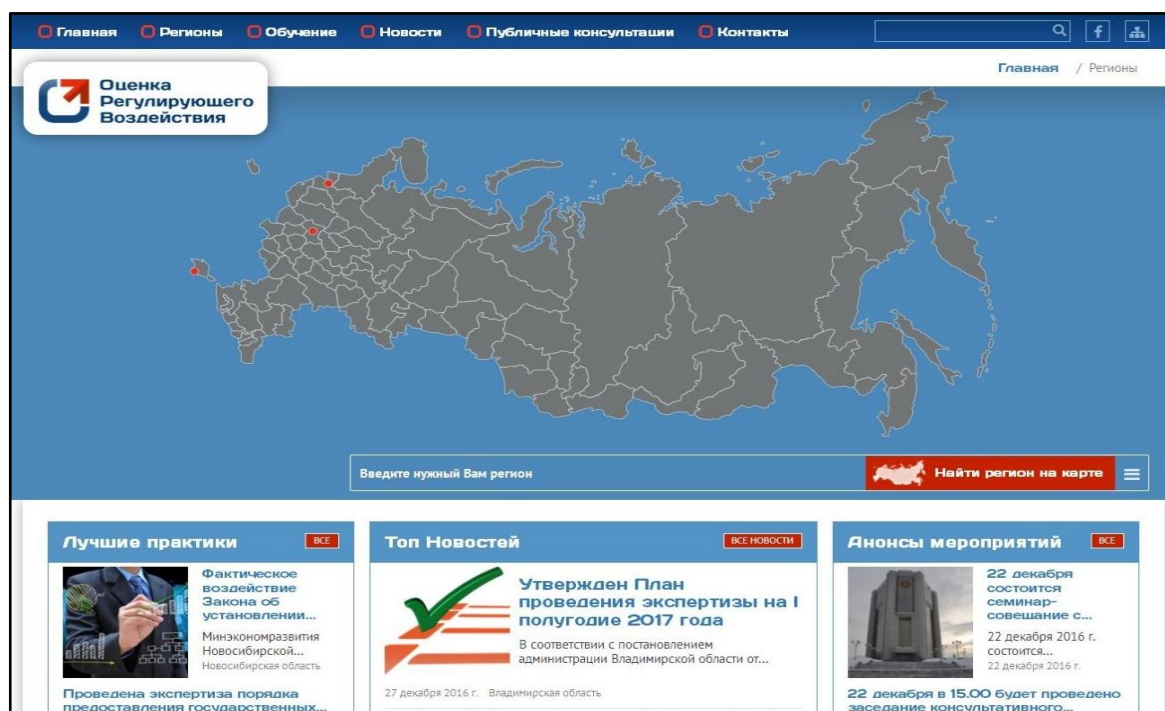 Главная Регионы Обучение Новости Публичные консультации Контакты
Главная / Регионы
Оценка
Регулирующего
Воздействия
Введите нужный Вам регион
Найти регион на карте
Лучшие практики ВСЕ
Фактическое
воздействие
Закона об
установлении...
Минэкономразвития
Новосибирской...
Новосибирская область
Проведена экспертиза порядка
предоставления государственных...
Топ Новостей ВСЕ НОВОСТИ
Утвержден План
проведения экспертизы на I
полугодие 2017 года
В соответствии с постановлением
администрации Владимирской области от...
27 декабря 2016 г. Владимирская область
Анонсы мероприятий ВСЕ
22 декабря
состоится
семинар-
совещание с...
22 декабря 2016 г.
состоится...
22 декабря 2016 г.
22 декабря в 15.00 будет проведено
заседание консультативного...